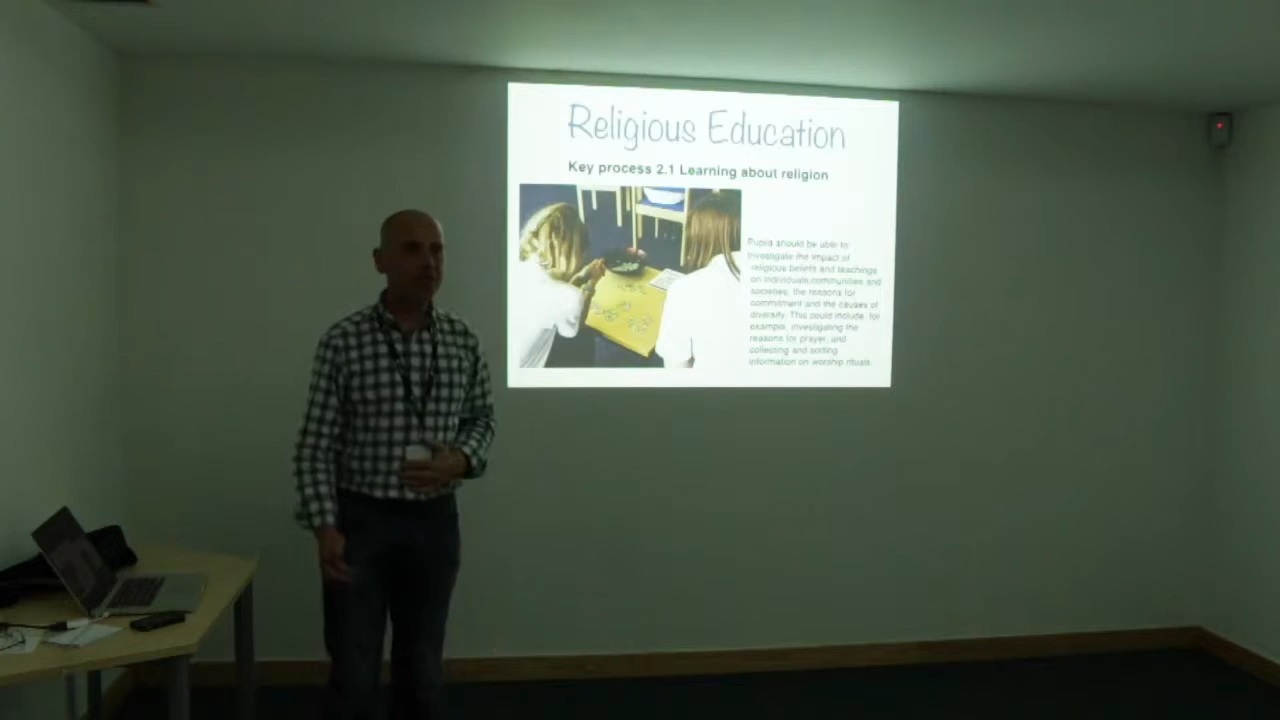 Religious Education
Key process 2.1 Learning about religion
Pupils should be able to
investigate the impact of
religious beliefs and teachings
on individuals,communities and
societies, the reasons for
commitment and the causes of
diversity. This could include, for
example, investigating the
reasons for prayer, and
collecting and sorting
information on worship rituals.